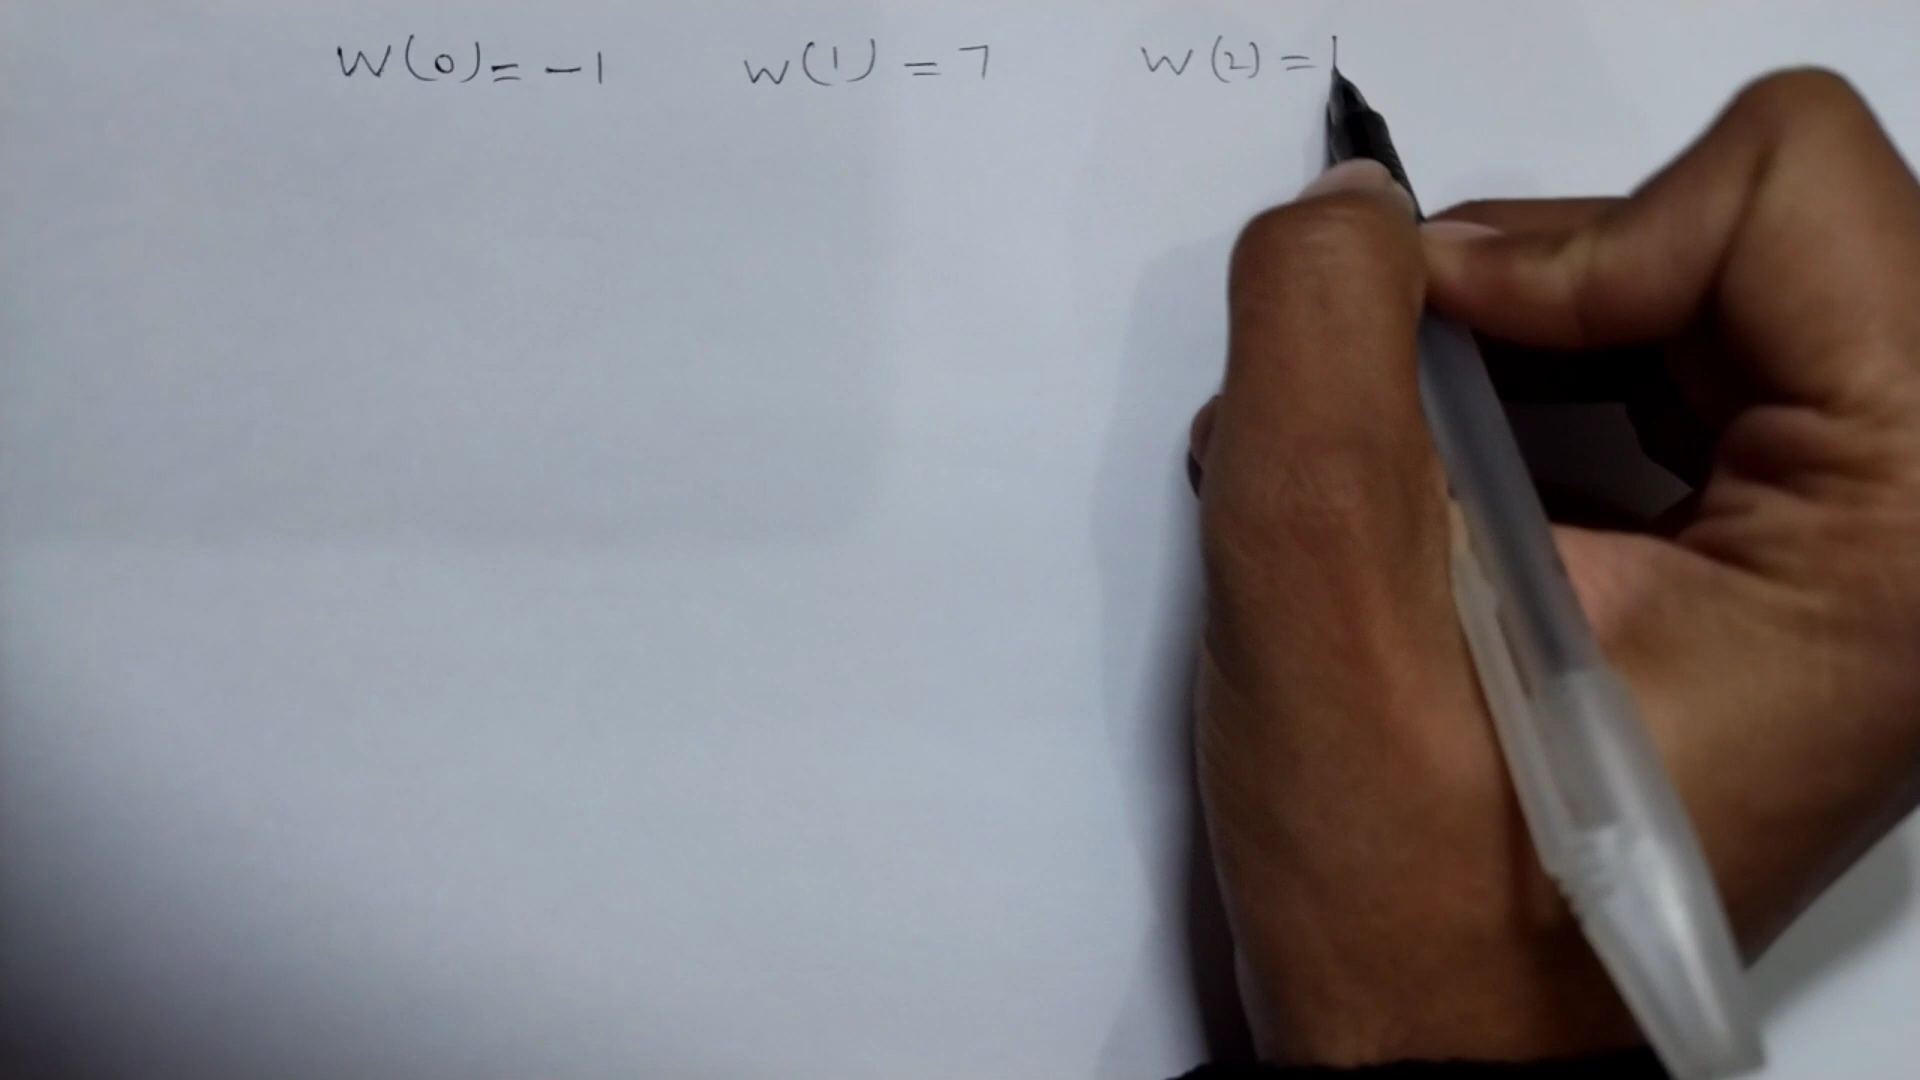 W(0) = -1 W(1) = 7 W(2) = 1